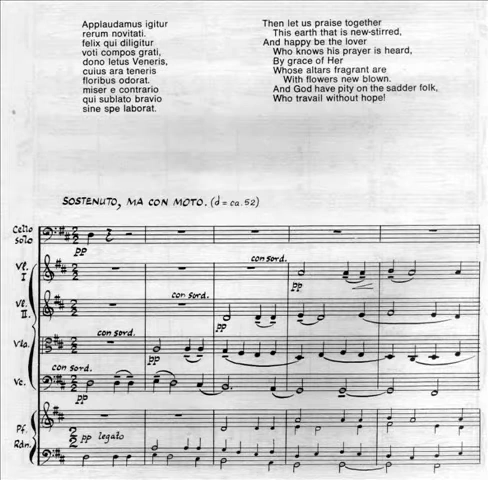 Applaudamus igitur
rerum novitati.
felix qui diligitur
voti compos grati,
dono letus Veneris,
cuius ara teneris
floribus odorat.
miser e contrario
qui sublato bravio
sine spe laborat.
Then let us praise together
This earth that is new-stirred,
And happy be the lover
Who knows his prayer is heard,
By grace of Her
Whose altars fragrant are
With flowers new blown.
And God have pity on the sadder folk,
Who travail without hope!
SOSTENUTO, MA CON MOTO. (d = ca. 52)
Cello
solo
pp
Vl.
I
con sord.
pp
Vl.
II.
con sord.
pp
Vla.
con sord.
pp
Vc.
con sord.
pp
Pf.
Rdn.
pp legato